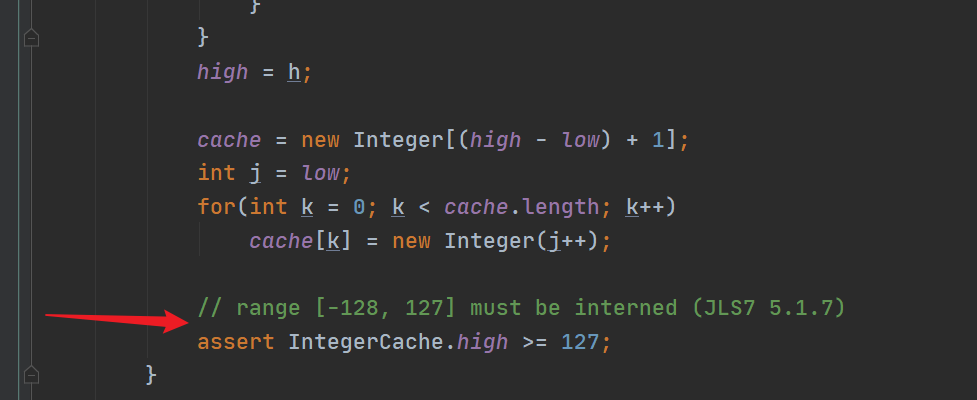 }
}
high = h;
cache = new Integer[(high - low) + 1];
int j = low;
for(int k = 0; k < cache.length; k++)
cache[k] = new Integer(j++);
// range [-128, 127] must be interned (JLS7 5.1.7)
assert IntegerCache.high >= 127;
}